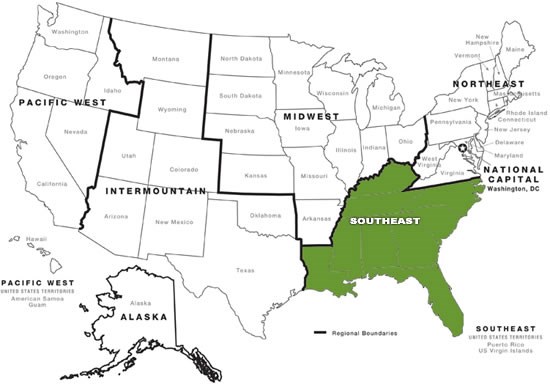 Washington
Oregon
PACIFIC WEST
Idaho
Nevada
California
Montana
Wyoming
Utah
Colorado
INTERMOUNTAIN
Arizona
New Mexico
Texas
Oklahoma
North Dakota
South Dakota
Nebraska
Kansas
Minnesota
Wisconsin
Michigan
MIDWEST
Iowa
Illinois
Indiana
Ohio
Missouri
Arkansas
SOUTHEAST
New
Hampshire
Vermont
Maine
NORTHEAST
Massachusetts
New York
Rhode Island
Connecticut
Pennsylvania
New Jersey
Delaware
Maryland
West
Virginia
Virginia
NATIONAL
CAPITAL
Washington, DC
Hawaii
PACIFIC WEST
UNITED STATES TERRITORIES
American Samoa
Guam
Alaska
ALASKA
Regional Boundaries
SOUTHEAST
UNITED STATES TERRITORIES
Puerto Rico
US Virgin Islands